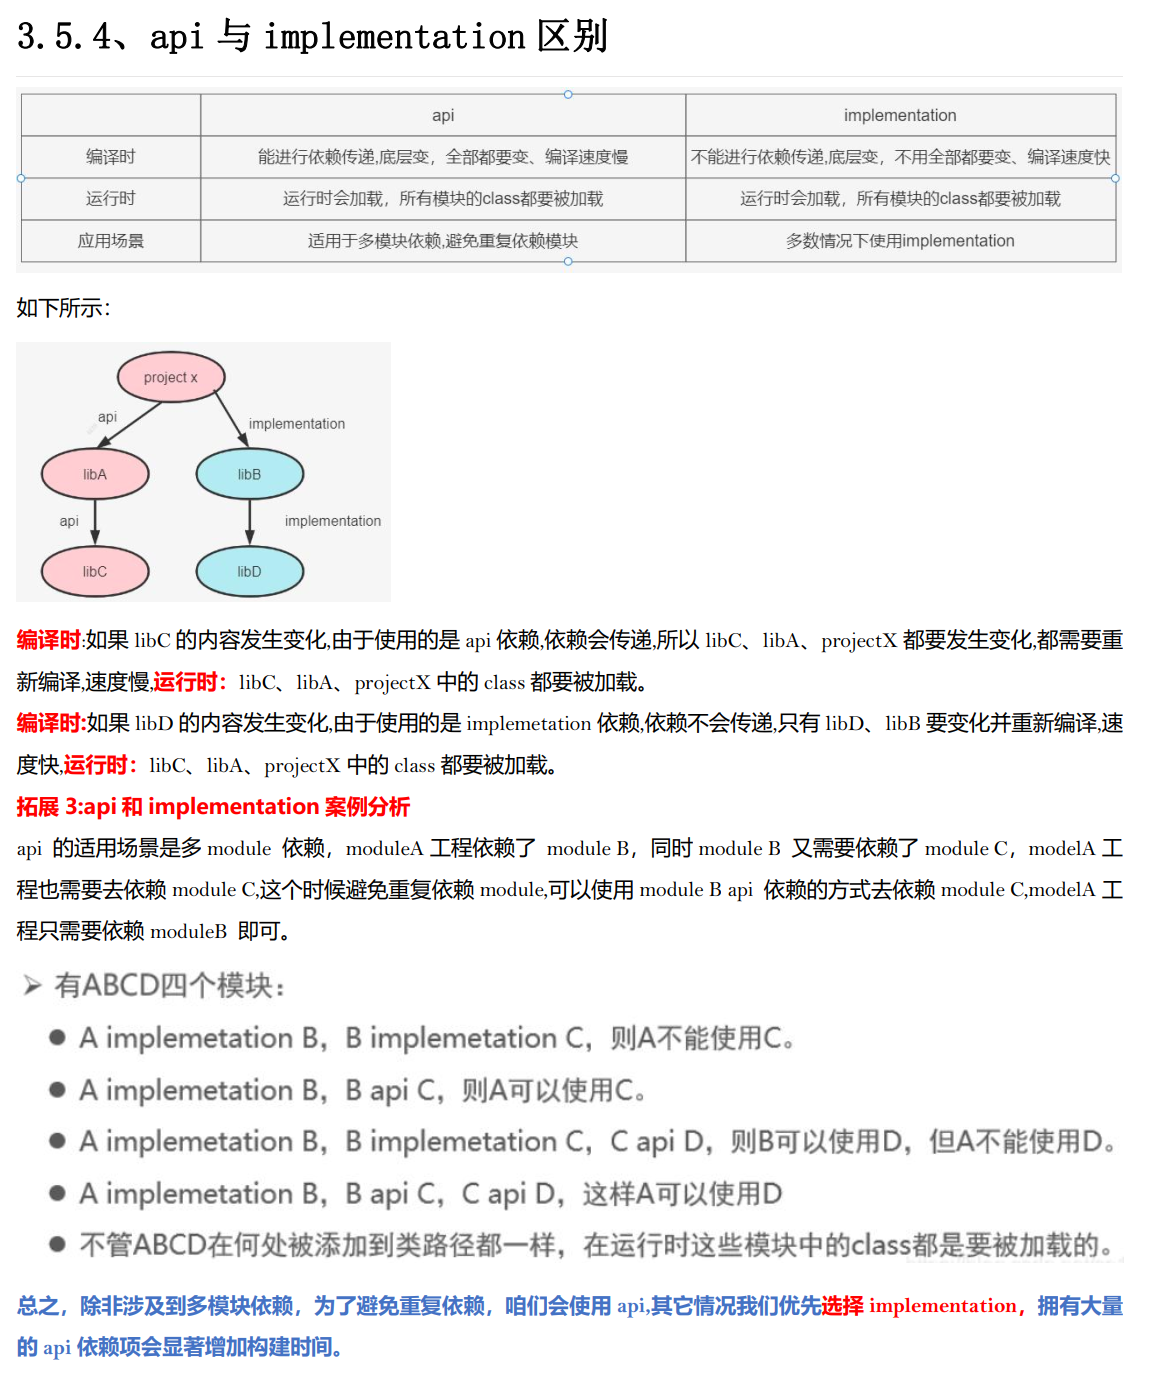 3.5.4、api 与 implementation 区别
api implementation
编译时 能进行依赖传递,底层变，全部都要变、编译速度慢 不能进行依赖传递,底层变，不用全部都要变、编译速度快
运行时 运行时会加载，所有模块的class都要被加载 运行时会加载，所有模块的class都要被加载
应用场景 适用于多模块依赖,避免重复依赖模块 多数情况下使用implementation
如下所示：
project x
api
implementation
libA libB
api implementation
libC libD
编译时:如果 libC 的内容发生变化,由于使用的是 api 依赖,依赖会传递,所以 libC、libA、projectX 都要发生变化,都需要重
新编译,速度慢,运行时：libC、libA、projectX 中的 class 都要被加载。
编译时:如果 libD 的内容发生变化,由于使用的是 implemetation 依赖,依赖不会传递,只有 libD、libB 要变化并重新编译,速
度快,运行时：libC、libA、projectX 中的 class 都要被加载。
拓展 3:api 和 implementation 案例分析
api 的适用场景是多 module 依赖，moduleA 工程依赖了 module B，同时 module B 又需要依赖了 module C，modelA 工
程也需要去依赖 module C,这个时候避免重复依赖 module,可以使用 module B api 依赖的方式去依赖 module C,modelA 工
程只需要依赖 moduleB 即可。
➢ 有ABCD四个模块：
● A implemetation B，B implemetation C，则A不能使用C。
● A implemetation B，B api C，则A可以使用C。
● A implemetation B，B implemetation C，C api D，则B可以使用D，但A不能使用D。
● A implemetation B，B api C，C api D，这样A可以使用D
● 不管ABCD在何处被添加到类路径都一样，在运行时这些模块中的class都是要被加载的。
总之，除非涉及到多模块依赖，为了避免重复依赖，咱们会使用 api,其它情况我们优先选择 implementation，拥有大量
的 api 依赖项会显著增加构建时间。